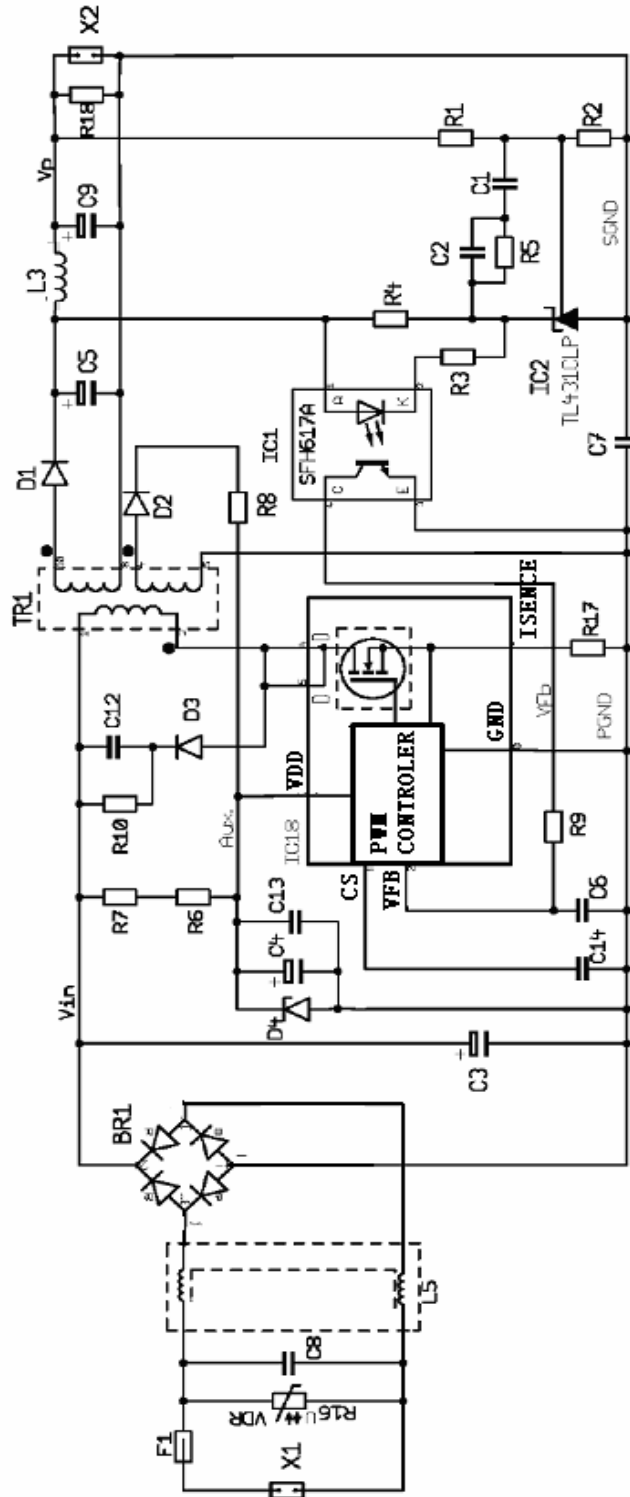 F1
X1
R16
VDR
C8
L5
BR1
Vin
C3
R7
R6
R10
C12
D3
Aux.
D4
C4
C13
C14
C6
R9
IC18
VDD
CS
VFB
PWM
CONTROLER
GND
ISENCE
VFb
PGND
R17
TR1
D1
D2
R8
C5
L3
C9
Vp
R18
X2
IC1
SFH617A
A
K
C
E
R4
R3
C2
R5
C1
R1
R2
IC2
TL431CLP
C7
SGND